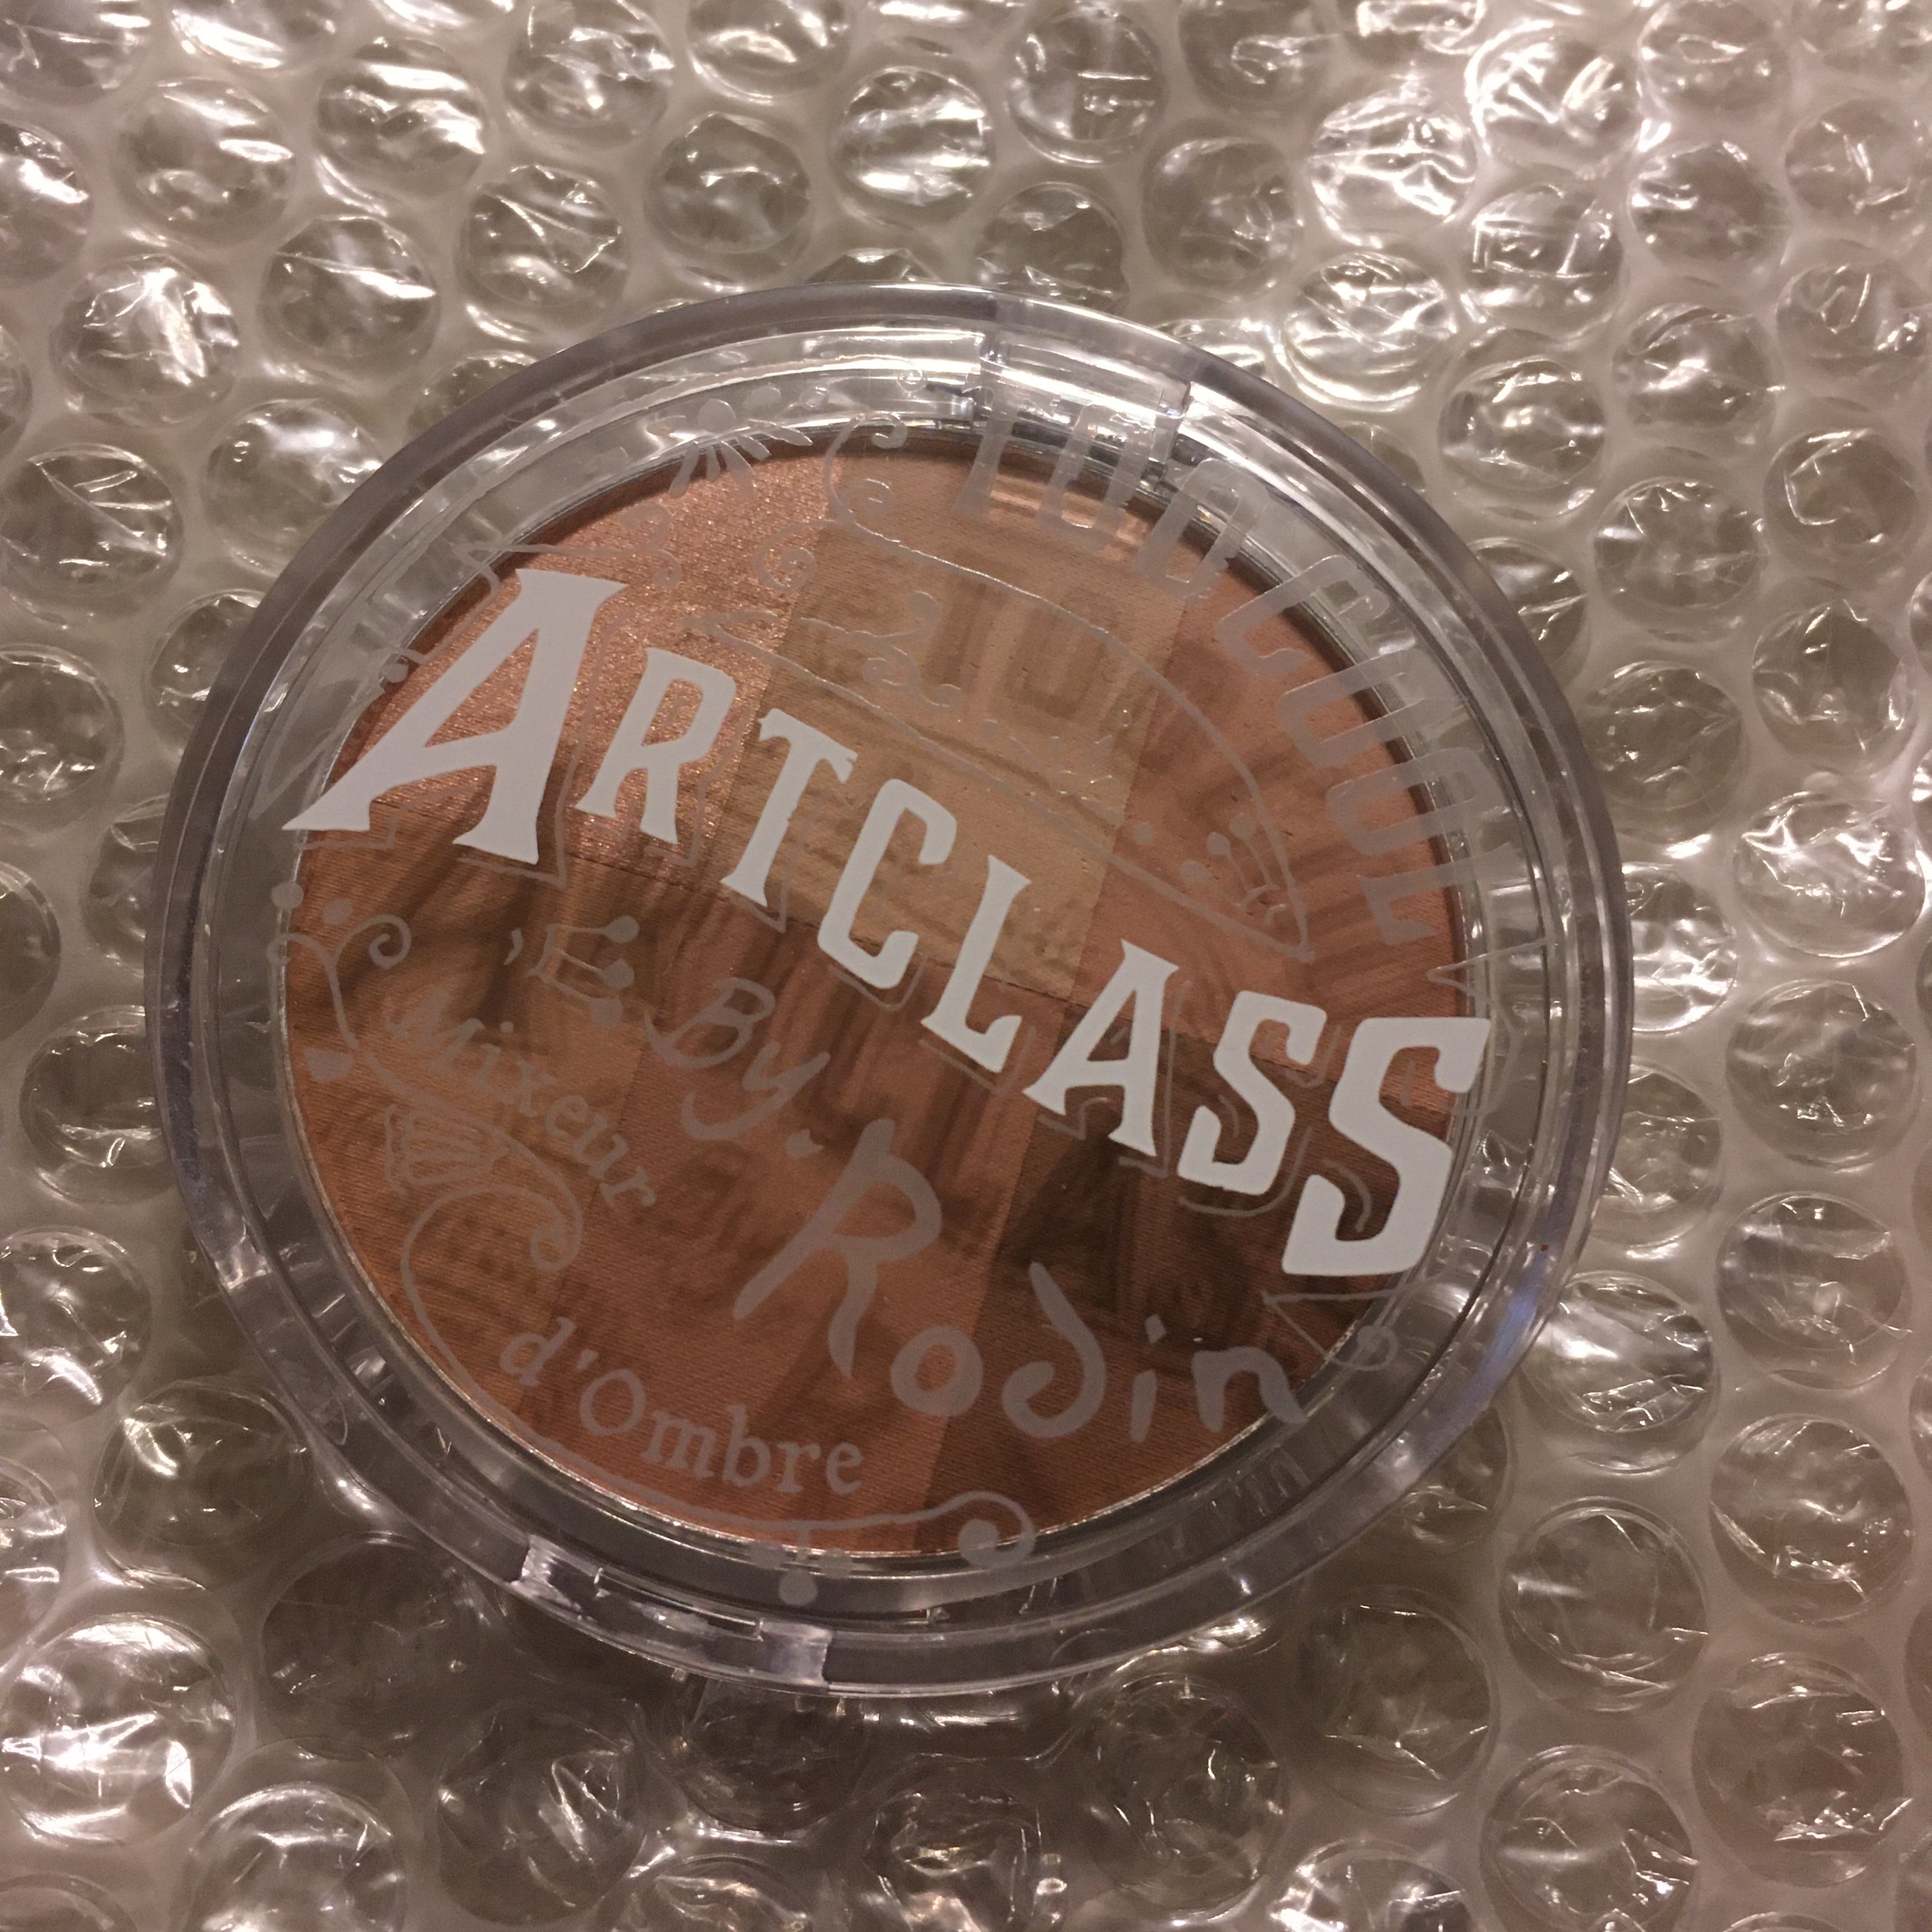 TOO COOL
ARTCLASS
By. Rodin
Mixeur
d'Ombre